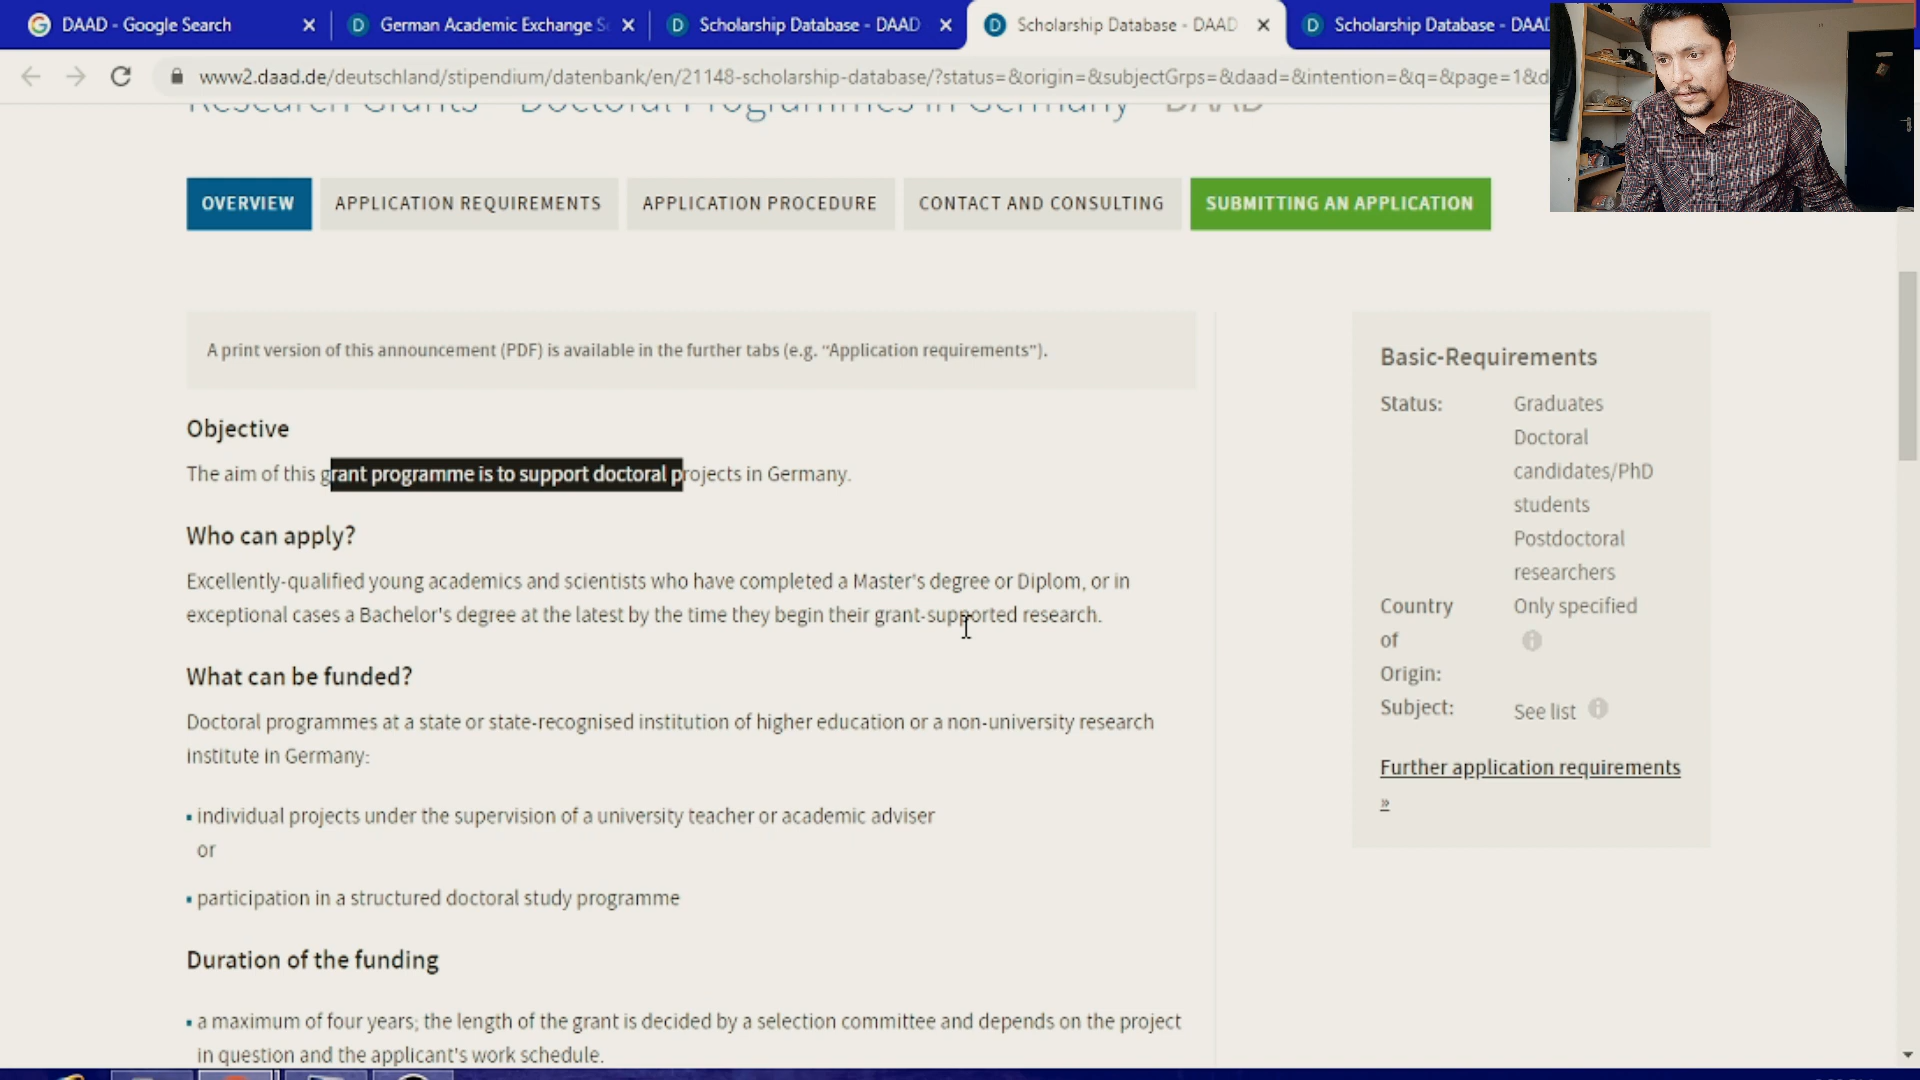 DAAD - Google Search
German Academic Exchange S
Scholarship Database - DAAD
Scholarship Database - DAAD
Scholarship Database - DAAD
www2.daad.de/deutschland/stipendium/datenbank/en/21148-scholarship-database/?status=&origin=&subjectGrps=&daad=&intention=&q=&page=1&d
Research Grants - Doctoral Programmes in Germany - DAAD
OVERVIEW
APPLICATION REQUIREMENTS
APPLICATION PROCEDURE
CONTACT AND CONSULTING
SUBMITTING AN APPLICATION
A print version of this announcement (PDF) is available in the further tabs (e.g. “Application requirements”).
Objective
The aim of this grant programme is to support doctoral projects in Germany.
Who can apply?
Excellently-qualified young academics and scientists who have completed a Master's degree or Diplom, or in
exceptional cases a Bachelor's degree at the latest by the time they begin their grant-supported research.
What can be funded?
Doctoral programmes at a state or state-recognised institution of higher education or a non-university research
institute in Germany:
▪ individual projects under the supervision of a university teacher or academic adviser
or
▪ participation in a structured doctoral study programme
Duration of the funding
▪ a maximum of four years; the length of the grant is decided by a selection committee and depends on the project
in question and the applicant's work schedule.
Basic-Requirements
Status: Graduates
Doctoral
candidates/PhD
students
Postdoctoral
researchers
Country Only specified
of
Origin:
Subject: See list
Further application requirements
»